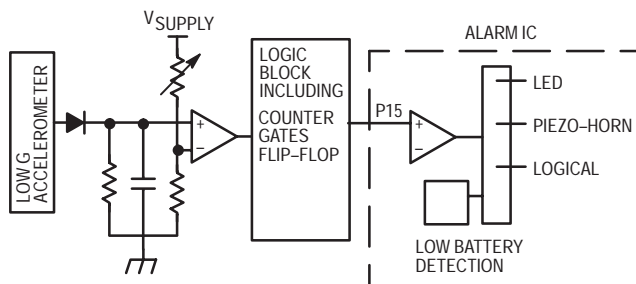 VSUPPLY
ALARM IC
LOW G
ACCELEROMETER
+
−
LOGIC
BLOCK
INCLUDING
COUNTER
GATES
FLIP–FLOP
P15
+
−
LED
PIEZO–HORN
LOGICAL
LOW BATTERY
DETECTION